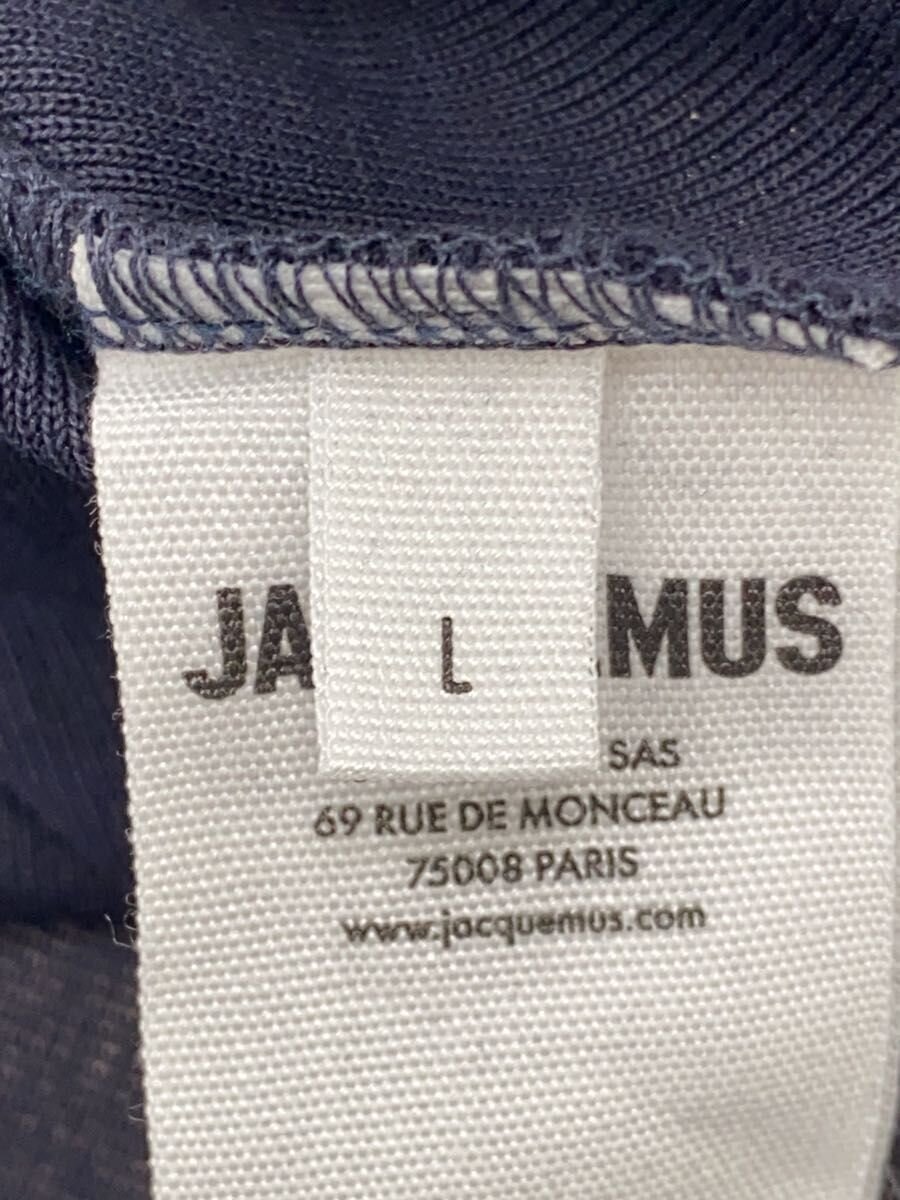 JA MUS
L
SAS
69 RUE DE MONCEAU
75008 PARIS
www.jacquemus.com